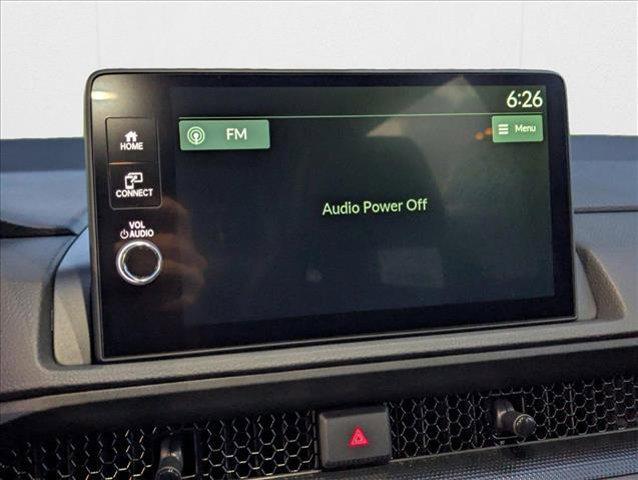 6:26
FM
Menu
HOME
CONNECT
Audio Power Off
VOL
AUDIO